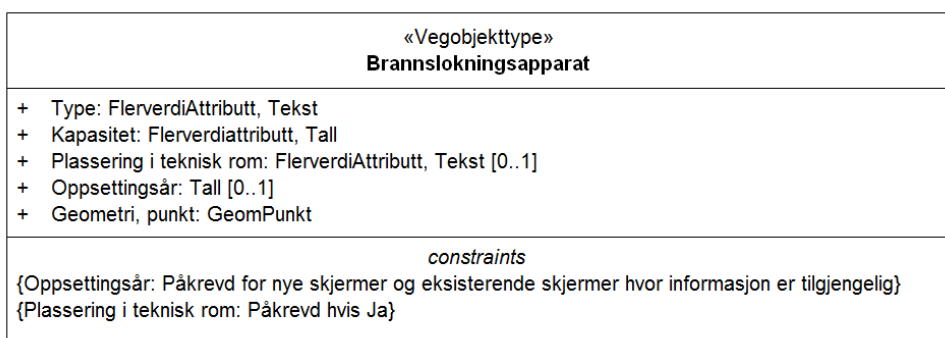 «Vegobjekttype»
Brannslokningsapparat
+ Type: FlerverdiAttributt, Tekst
+ Kapasitet: Flerverdiattributt, Tall
+ Plassering i teknisk rom: FlerverdiAttributt, Tekst [0..1]
+ Oppsettingsår: Tall [0..1]
+ Geometri, punkt: GeomPunkt
constraints
{Oppsettingsår: Påkrevd for nye skjermer og eksisterende skjermer hvor informasjon er tilgjengelig}
{Plassering i teknisk rom: Påkrevd hvis Ja}